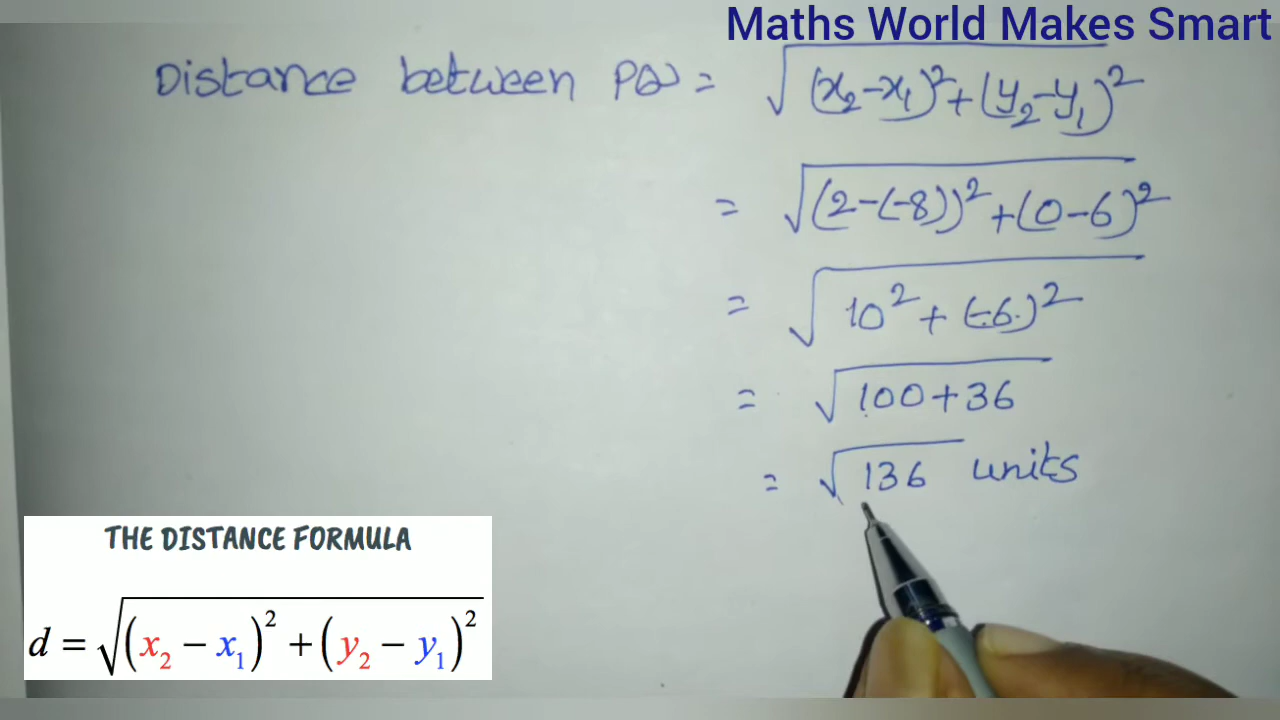 Maths World Makes Smart
Distance between PQ = √(x₂-x₁)²+(y₂-y₁)²
= √(2-(-8))²+(0-6)²
= √10²+(-6)²
= √100+36
= √136 units
THE DISTANCE FORMULA
d = √(x₂ − x₁)² + (y₂ − y₁)²